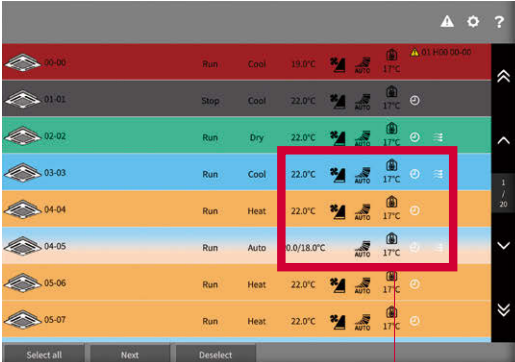 ?
00-00 Run Cool 19.0°C AUTO 17°C 01 H00 00-00
01-01 Stop Cool 22.0°C AUTO 17°C
02-02 Run Dry 22.0°C AUTO 17°C
03-03 Run Cool 22.0°C AUTO 17°C
04-04 Run Heat 22.0°C AUTO 17°C
04-05 Run Auto 20.0/18.0°C AUTO 17°C
05-06 Run Heat 22.0°C AUTO 17°C
05-07 Run Heat 22.0°C AUTO 17°C
1
/
20
Select all Next Deselect